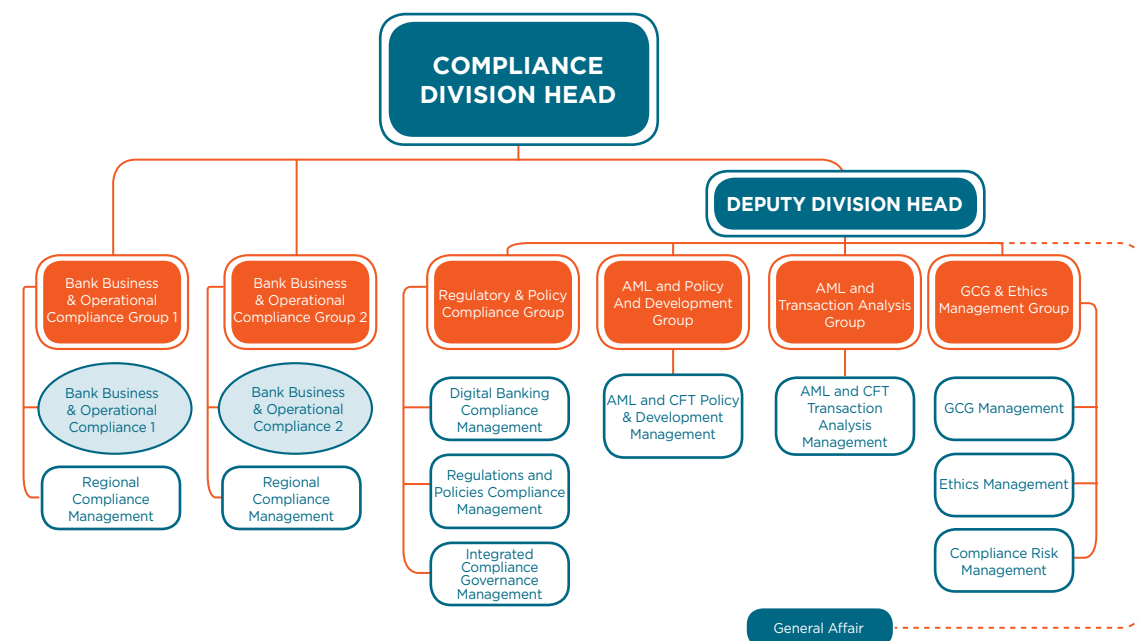 COMPLIANCE
DIVISION HEAD
DEPUTY DIVISION HEAD
Bank Business
& Operational
Compliance Group 1
Bank Business
& Operational
Compliance Group 2
Regulatory & Policy
Compliance Group
AML and Policy
And Development
Group
AML and
Transaction Analysis
Group
GCG & Ethics
Management Group
Bank Business
& Operational
Compliance 1
Bank Business
& Operational
Compliance 2
Digital Banking
Compliance
Management
AML and CFT Policy
& Development
Management
AML and CFT
Transaction
Analysis
Management
GCG Management
Regional
Compliance
Management
Regional
Compliance
Management
Regulations and
Policies Compliance
Management
Ethics Management
Integrated
Compliance
Governance
Management
Compliance Risk
Management
General Affair